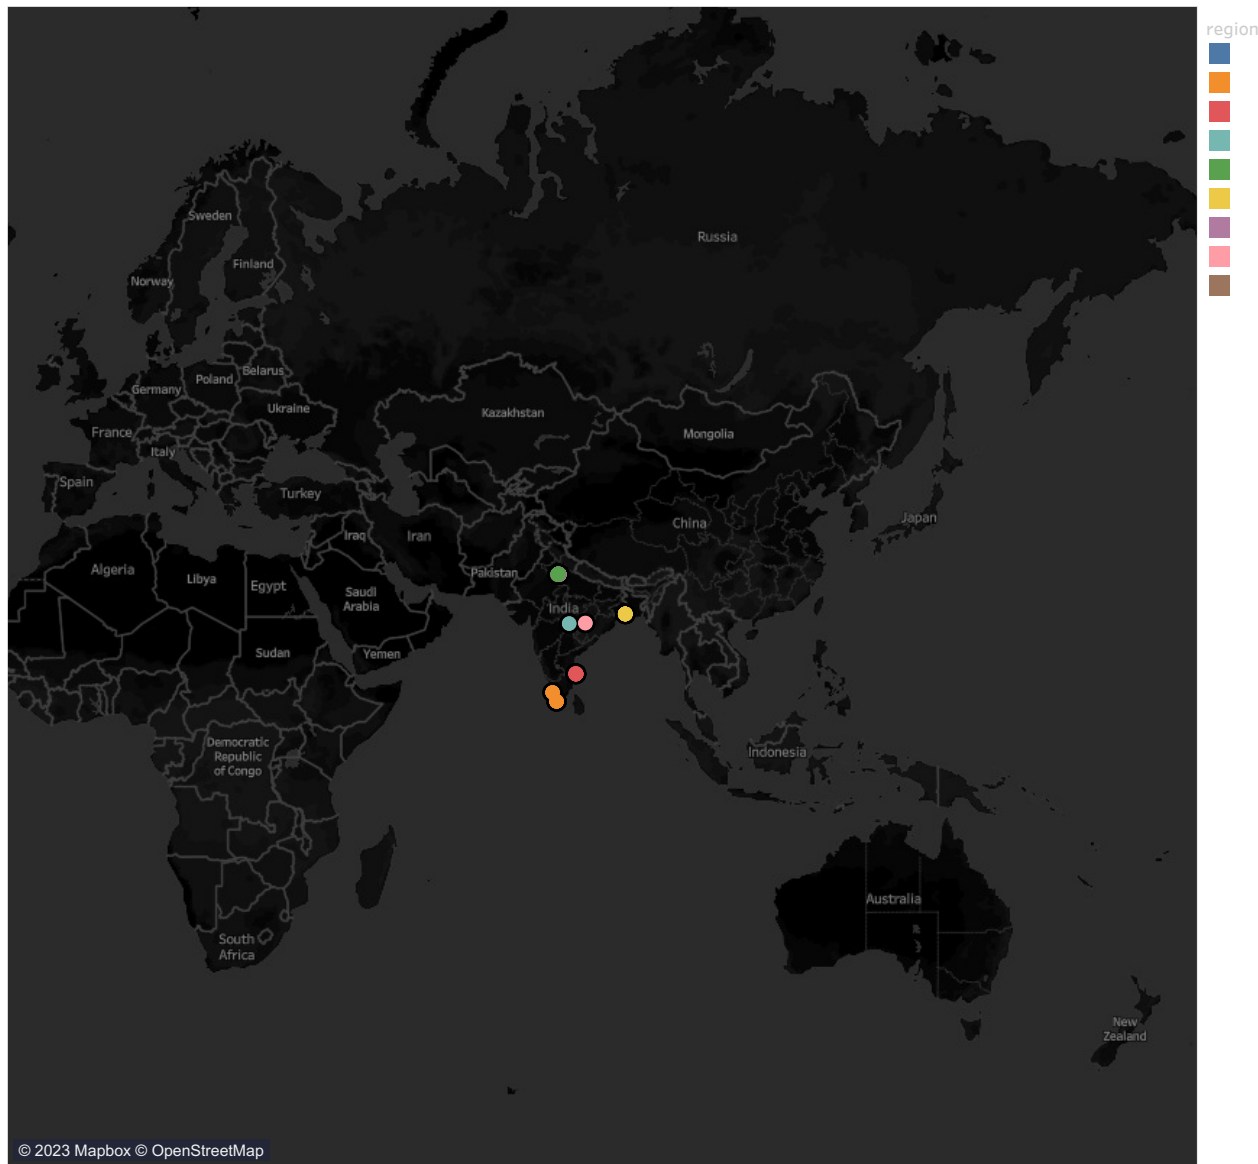 region
Sweden
Russia
Finland
Norway
Belarus
Poland
Germany
Ukraine
Kazakhstan
France
Mongolia
Italy
Spain
Turkey
Japan
China
Iraq
Iran
Algeria
Pakistan
Libya
Egypt
Saudi
Arabia
India
Sudan
Yemen
Democratic
Republic
of Congo
Indonesia
Australia
South
Africa
New
Zealand
© 2023 Mapbox © OpenStreetMap